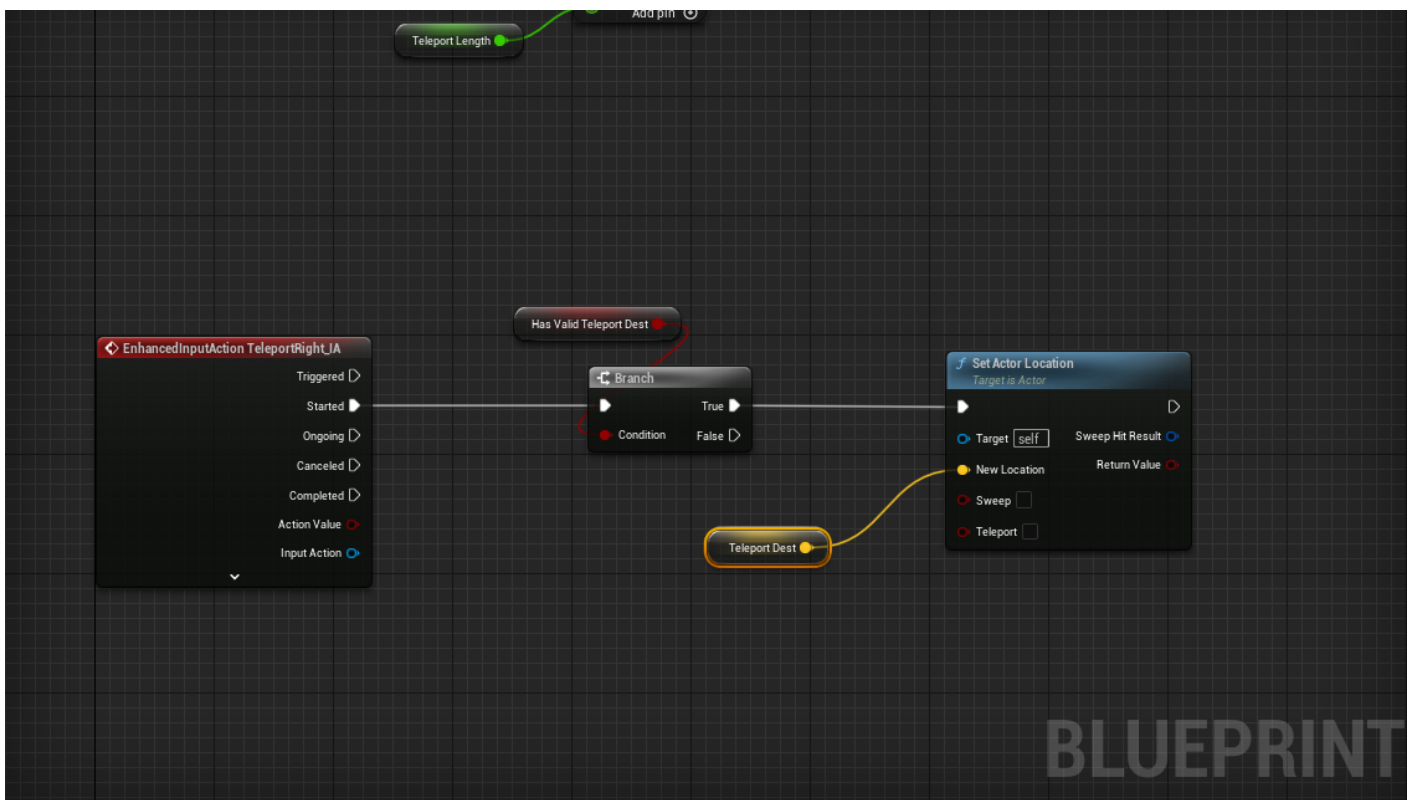 Add pin
Teleport Length
Has Valid Teleport Dest
EnhancedInputAction TeleportRight_IA
Triggered
Started
Ongoing
Canceled
Completed
Action Value
Input Action
Branch
True
Condition
False
Teleport Dest
f Set Actor Location
Target is Actor
Target self
Sweep Hit Result
New Location
Return Value
Sweep
Teleport
BLUEPRINT